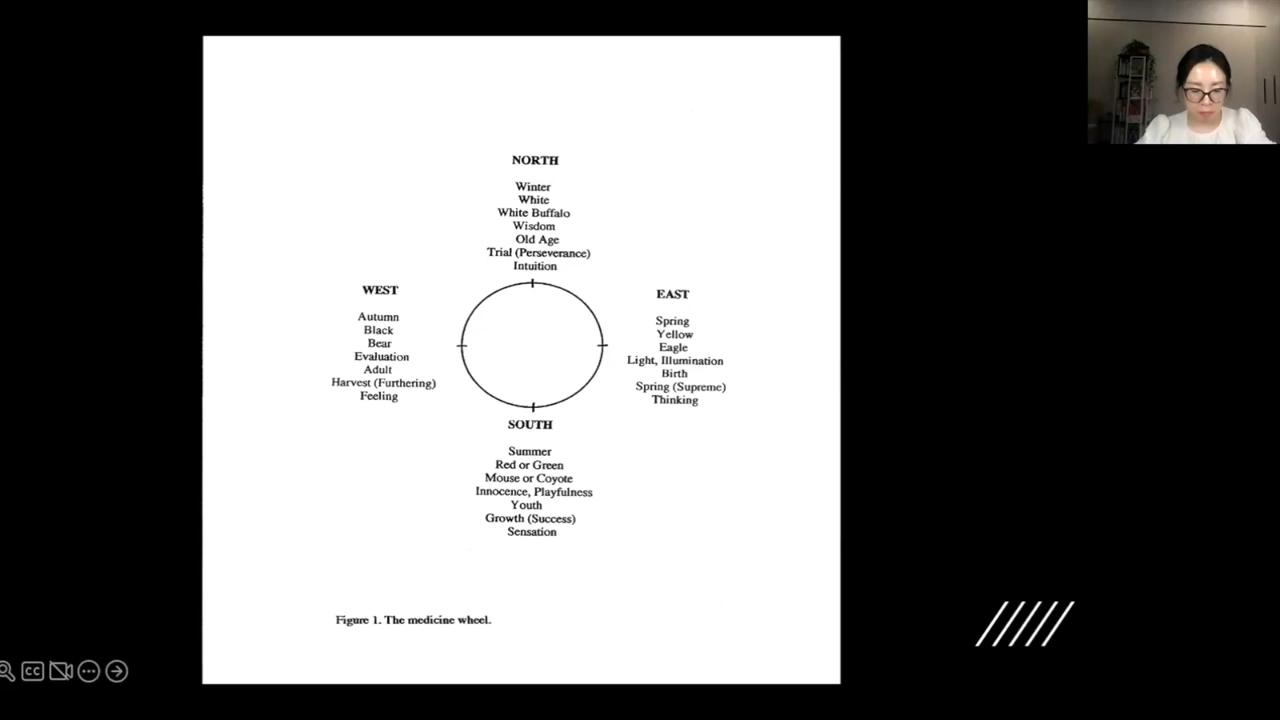 NORTH
Winter
White
White Buffalo
Wisdom
Old Age
Trial (Perseverance)
Intuition
WEST
Autumn
Black
Bear
Evaluation
Adult
Harvest (Furthering)
Feeling
EAST
Spring
Yellow
Eagle
Light, Illumination
Birth
Spring (Supreme)
Thinking
SOUTH
Summer
Red or Green
Mouse or Coyote
Innocence, Playfulness
Youth
Growth (Success)
Sensation
Figure 1. The medicine wheel.
CC